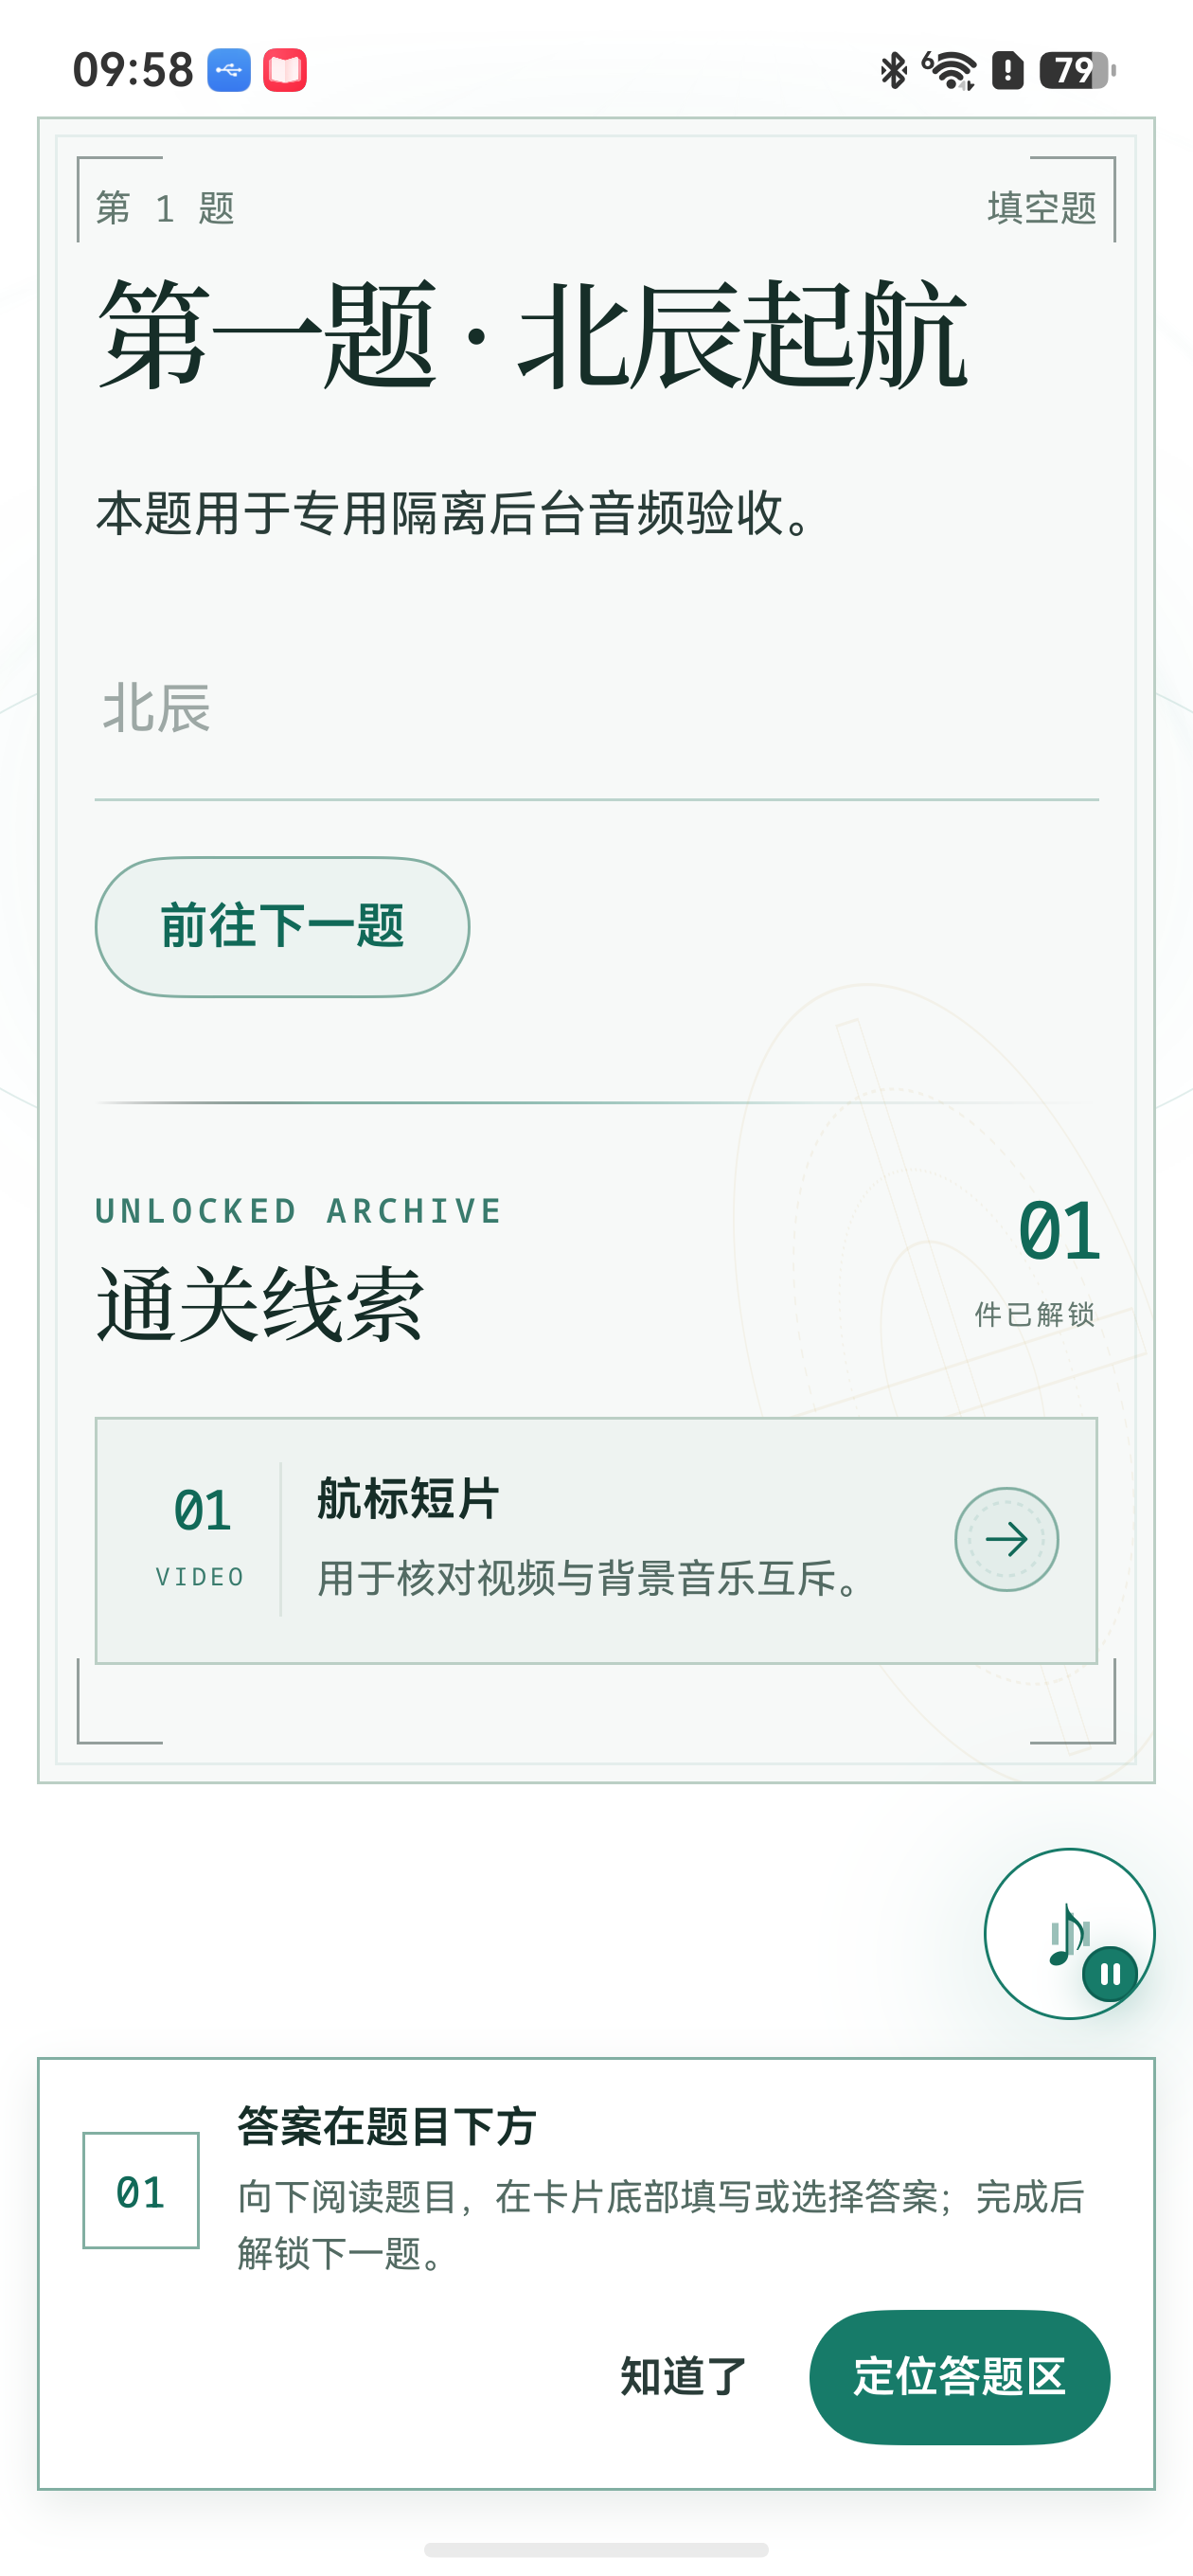 09:58
6
79
第 1 题
填空题
第一题 · 北辰起航
本题用于专用隔离后台音频验收。
北辰
前往下一题
UNLOCKED ARCHIVE
01
通关线索
件已解锁
01
VIDEO
航标短片
用于核对视频与背景音乐互斥。
01
答案在题目下方
向下阅读题目，在卡片底部填写或选择答案；完成后
解锁下一题。
知道了
定位答题区